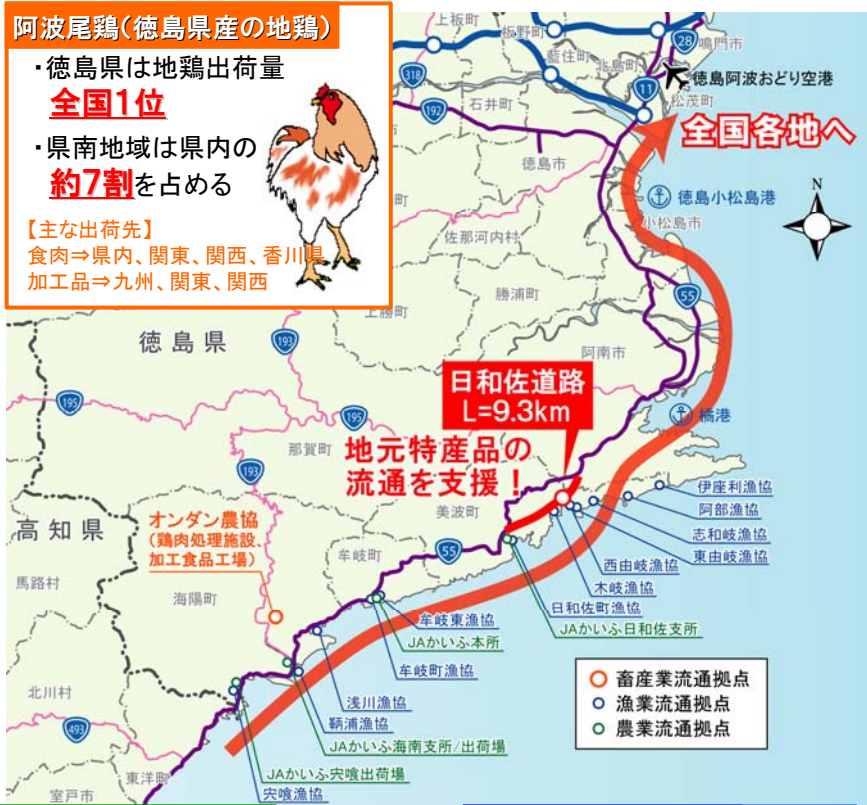 阿波尾鶏(徳島県産の地鶏)
・徳島県は地鶏出荷量
全国1位
・県南地域は県内の
約7割を占める
【主な出荷先】
食肉⇒県内、関東、関西、香川県
加工品⇒九州、関東、関西
上板町
板野町
藍住町
北島町
28
鳴門市
318
11
徳島阿波おどり空港
松茂町
192
石井町
全国各地へ
徳島市
徳島小松島港
N
小松島市
佐那河内村
55
勝浦町
上勝町
徳島県
193
阿南市
日和佐道路
L=9.3km
195
195
橘港
那賀町
地元特産品の
流通を支援!
193
伊座利漁協
阿部漁協
美波町
志和岐漁協
高知県
オンダン農協
(鶏肉処理施設、
加工食品工場)
東由岐漁協
55
牟岐町
西由岐漁協
馬路村
木岐漁協
海陽町
日和佐町漁協
牟岐東漁協
JAかいふ日和佐支所
JAかいふ本所
牟岐町漁協
畜産業流通拠点
北川村
浅川漁協
漁業流通拠点
鞆浦漁協
農業流通拠点
493
JAかいふ海南支所/出荷場
JAかいふ宍喰出荷場
東洋町
宍喰漁協
室戸市